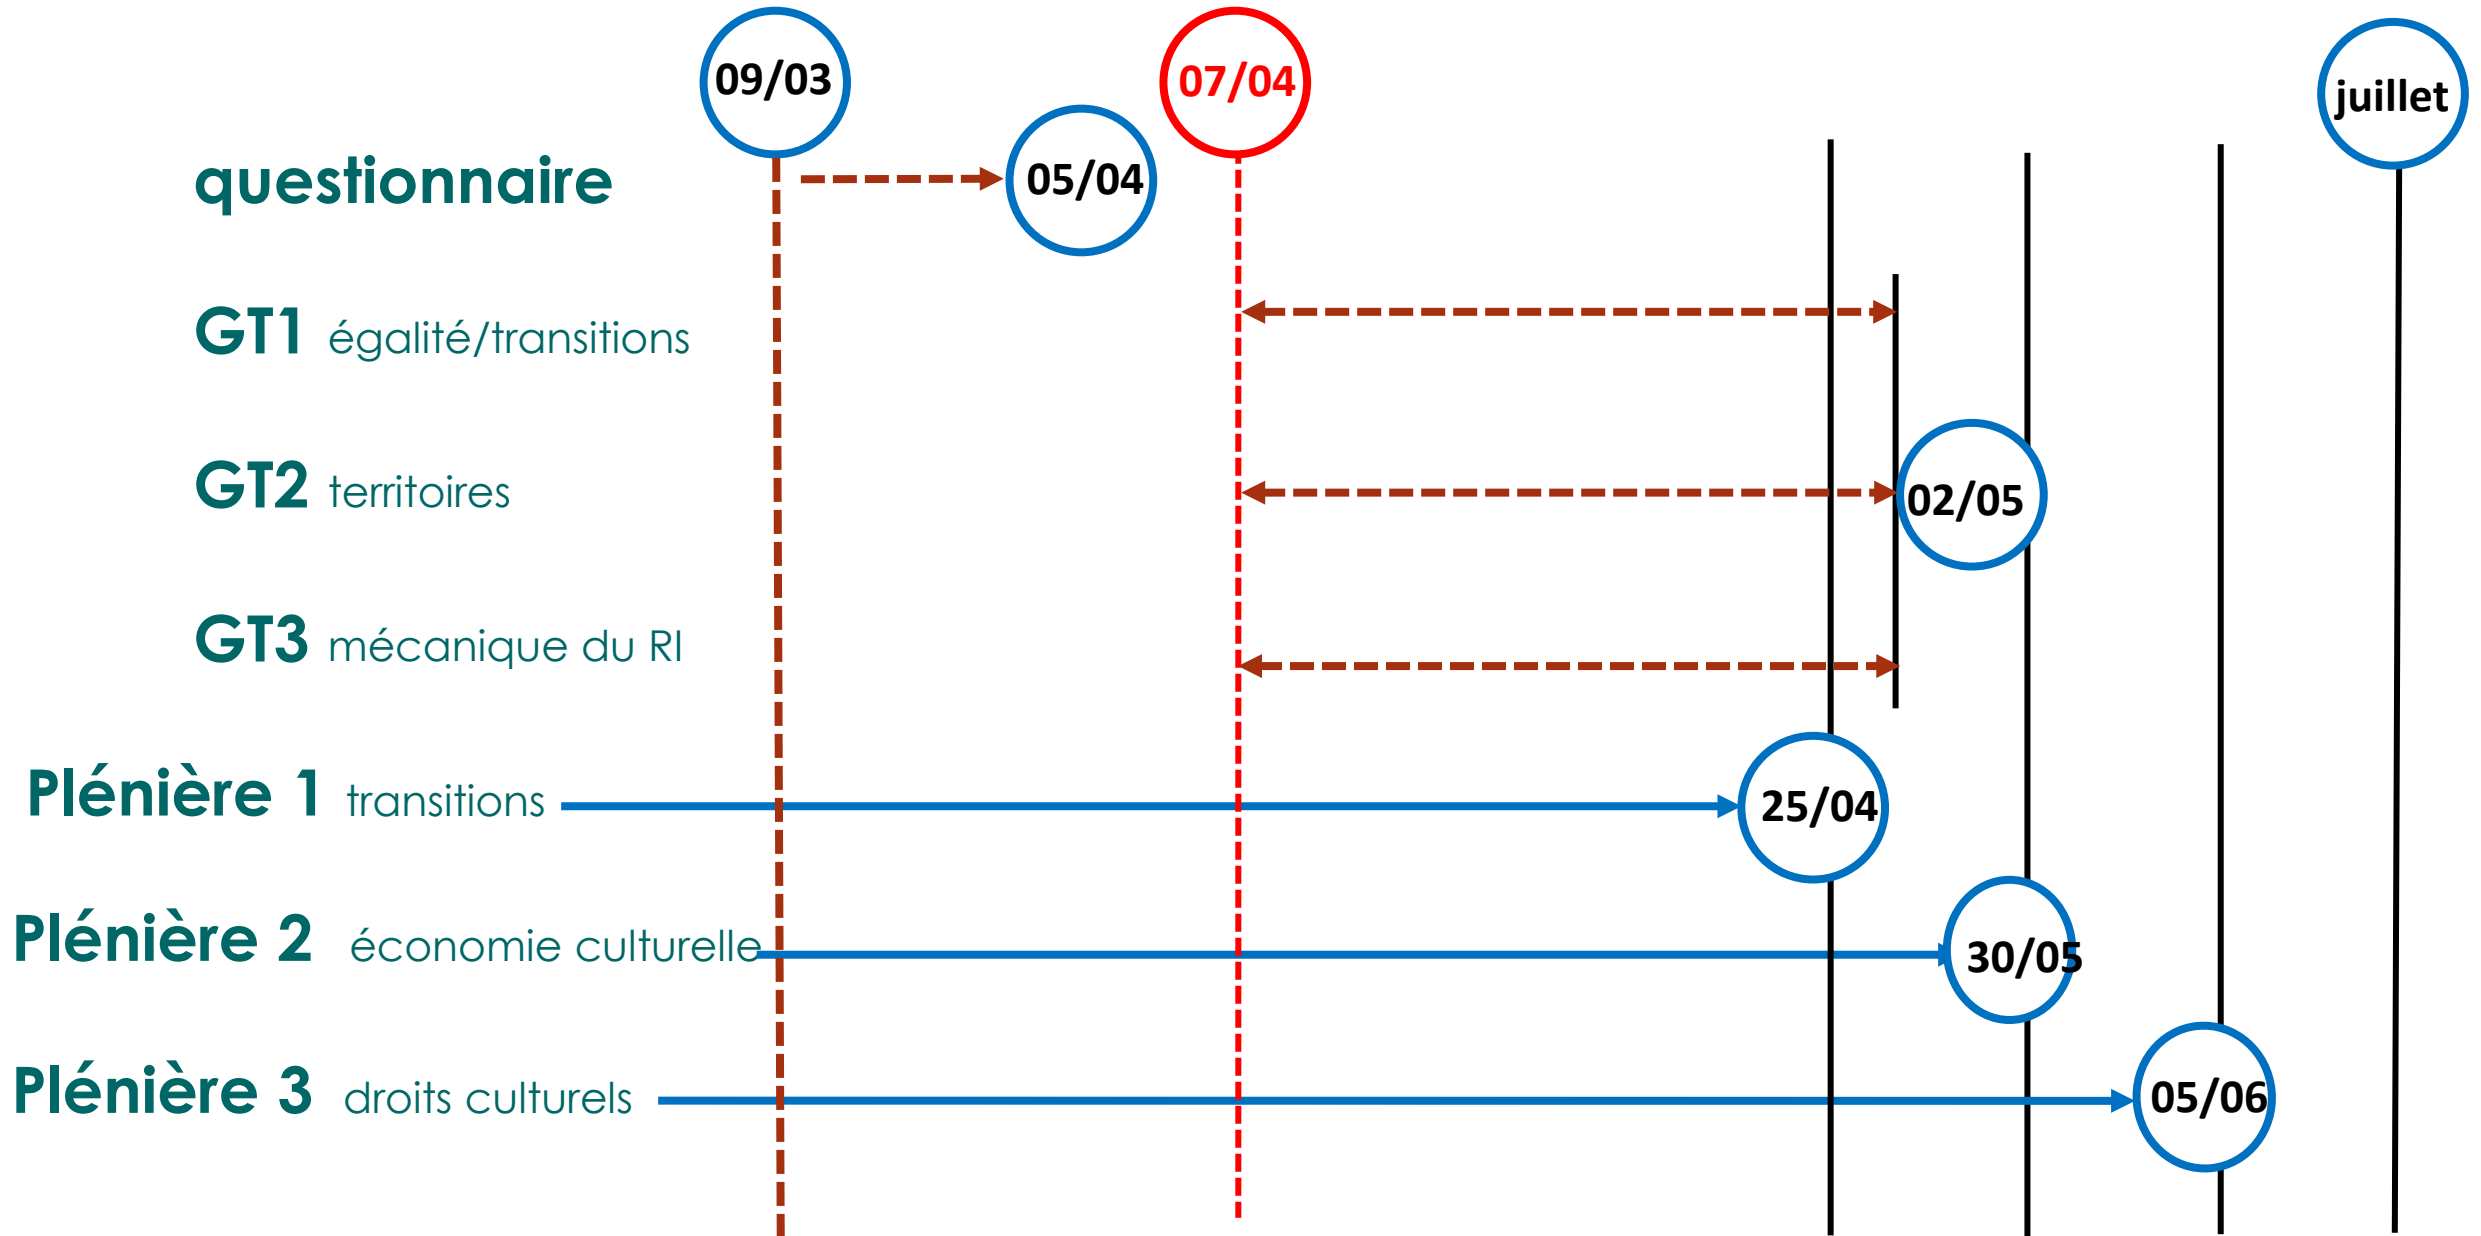 09/03
07/04
juillet
questionnaire
05/04
GT1 égalité/transitions
GT2 territoires
02/05
GT3 mécanique du RI
Plénière 1 transitions
25/04
Plénière 2 économie culturelle
30/05
Plénière 3 droits culturels
05/06